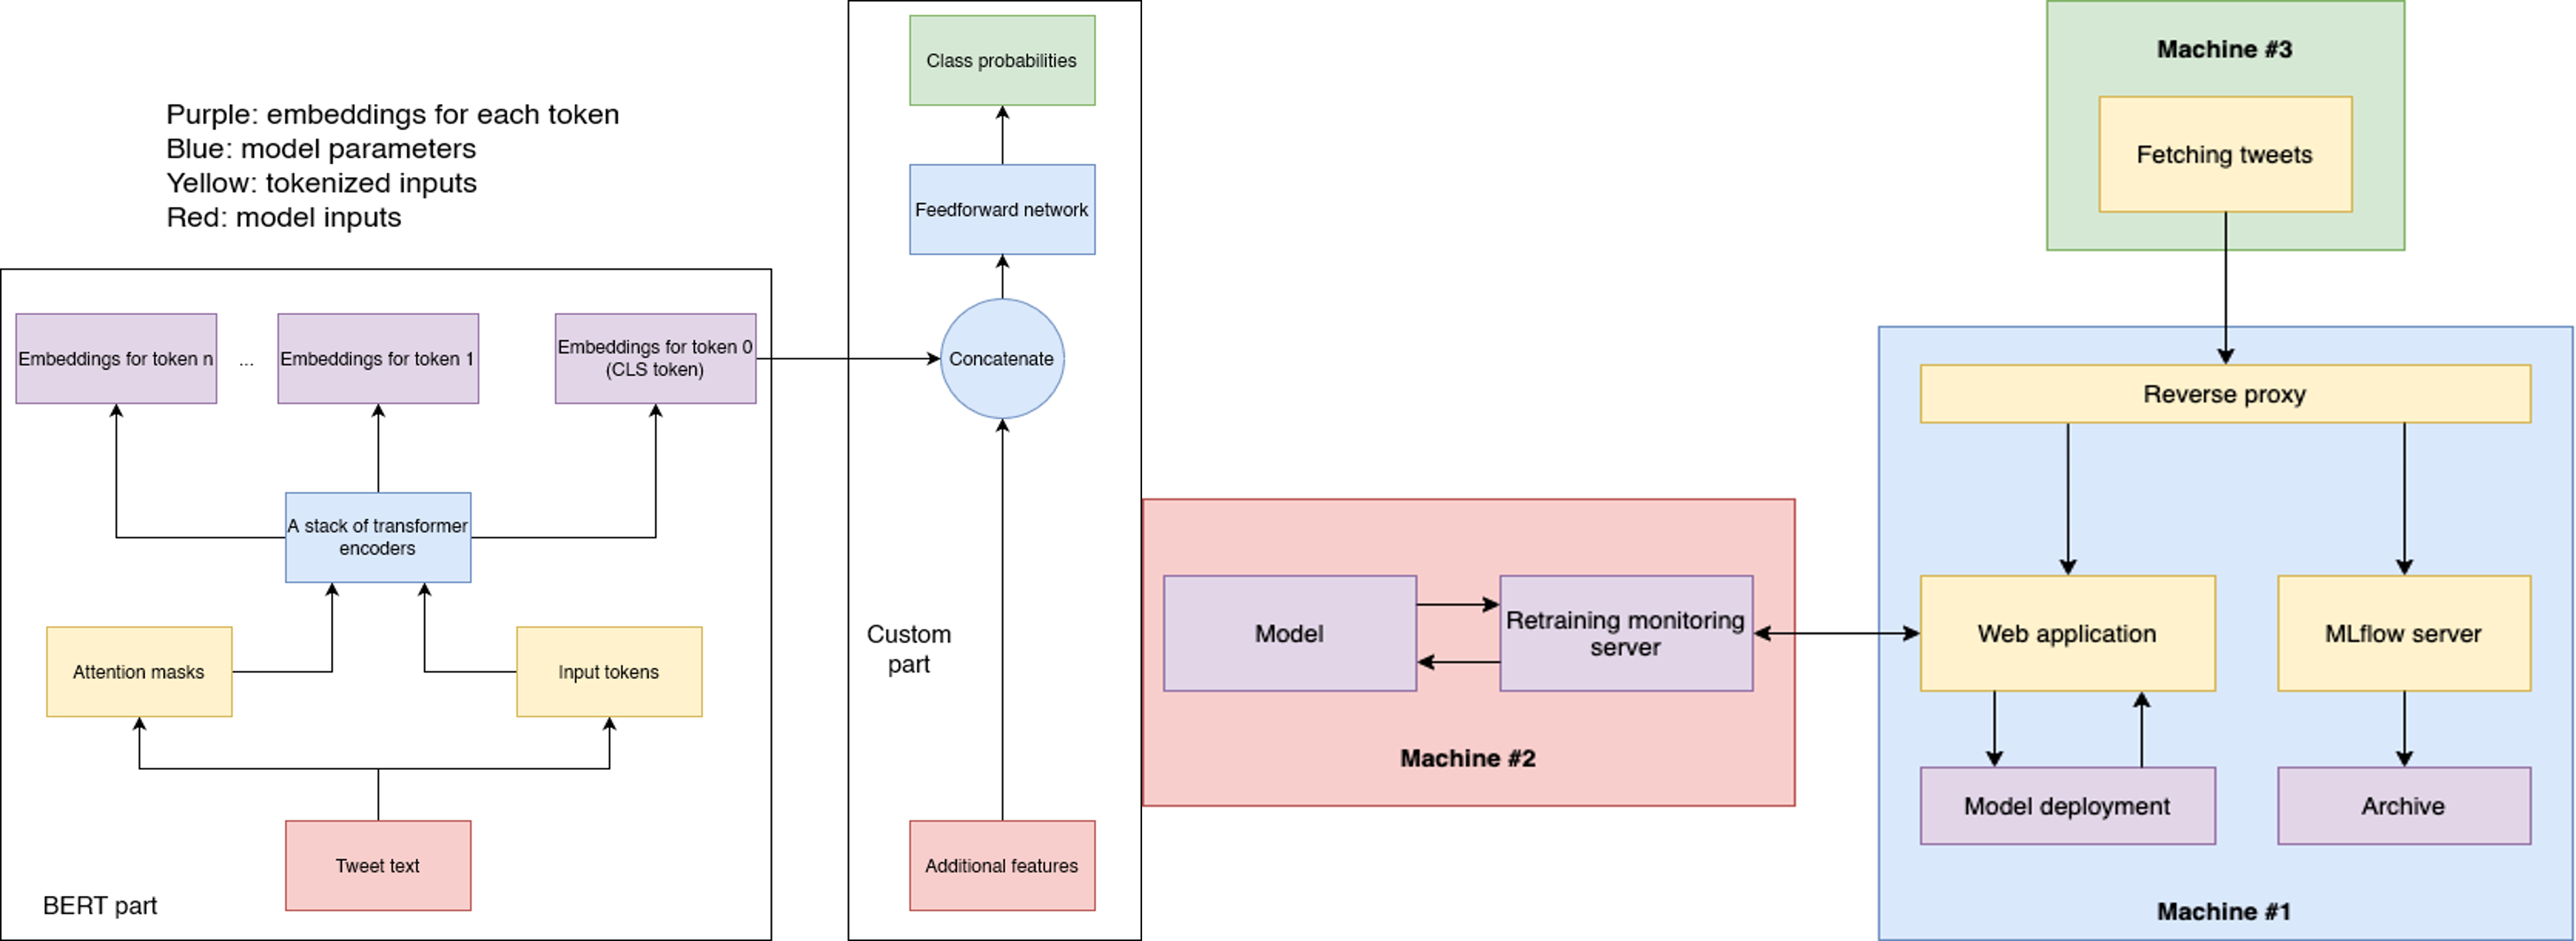 Purple: embeddings for each token
Blue: model parameters
Yellow: tokenized inputs
Red: model inputs
Embeddings for token n
...
Embeddings for token 1
Embeddings for token 0
(CLS token)
A stack of transformer
encoders
Attention masks
Input tokens
Tweet text
BERT part
Class probabilities
Feedforward network
Concatenate
Custom
part
Additional features
Model
Retraining monitoring
server
Machine #2
Machine #3
Fetching tweets
Reverse proxy
Web application
MLflow server
Model deployment
Archive
Machine #1